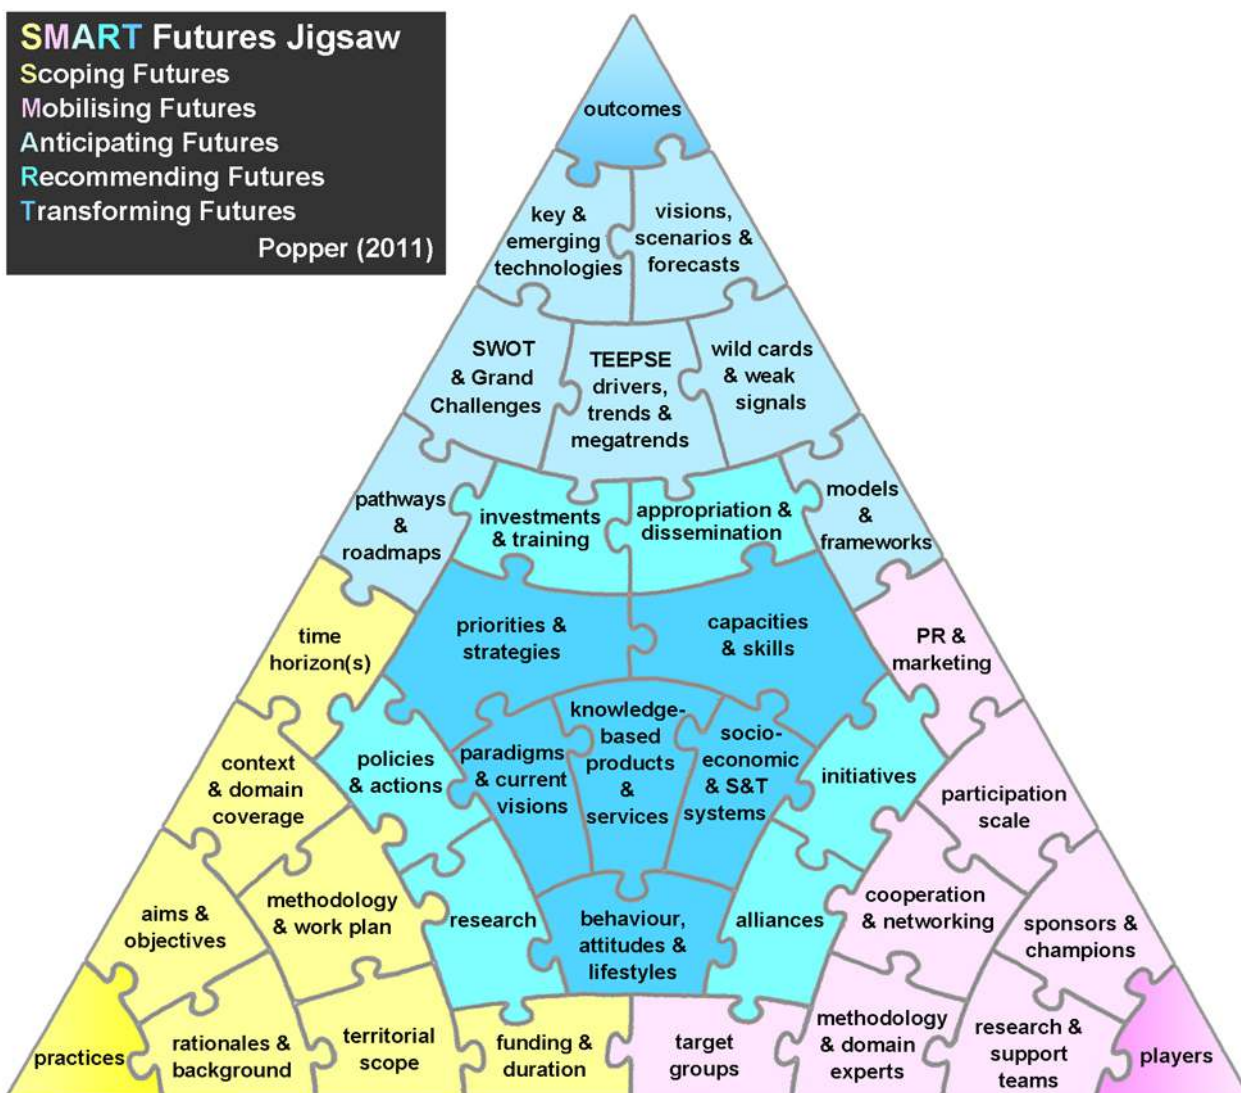 SMART Futures Jigsaw
Scoping Futures
Mobilising Futures
Anticipating Futures
Recommending Futures
Transforming Futures
Popper (2011)
outcomes
key &
emerging
technologies
visions,
scenarios &
forecasts
SWOT
& Grand
Challenges
TEEPSE
drivers,
trends &
megatrends
wild cards
& weak
signals
pathways
&
roadmaps
investments
& training
appropriation &
dissemination
models
&
frameworks
time
horizon(s)
priorities &
strategies
capacities
& skills
PR &
marketing
context
& domain
coverage
policies
& actions
paradigms
& current
visions
knowledge-
based
products
&
services
socio-
economic
& S&T
systems
initiatives
participation
scale
aims &
objectives
methodology
& work plan
research
behaviour,
attitudes &
lifestyles
alliances
cooperation
& networking
sponsors &
champions
practices
rationales &
background
territorial
scope
funding &
duration
target
groups
methodology
& domain
experts
research &
support
teams
players